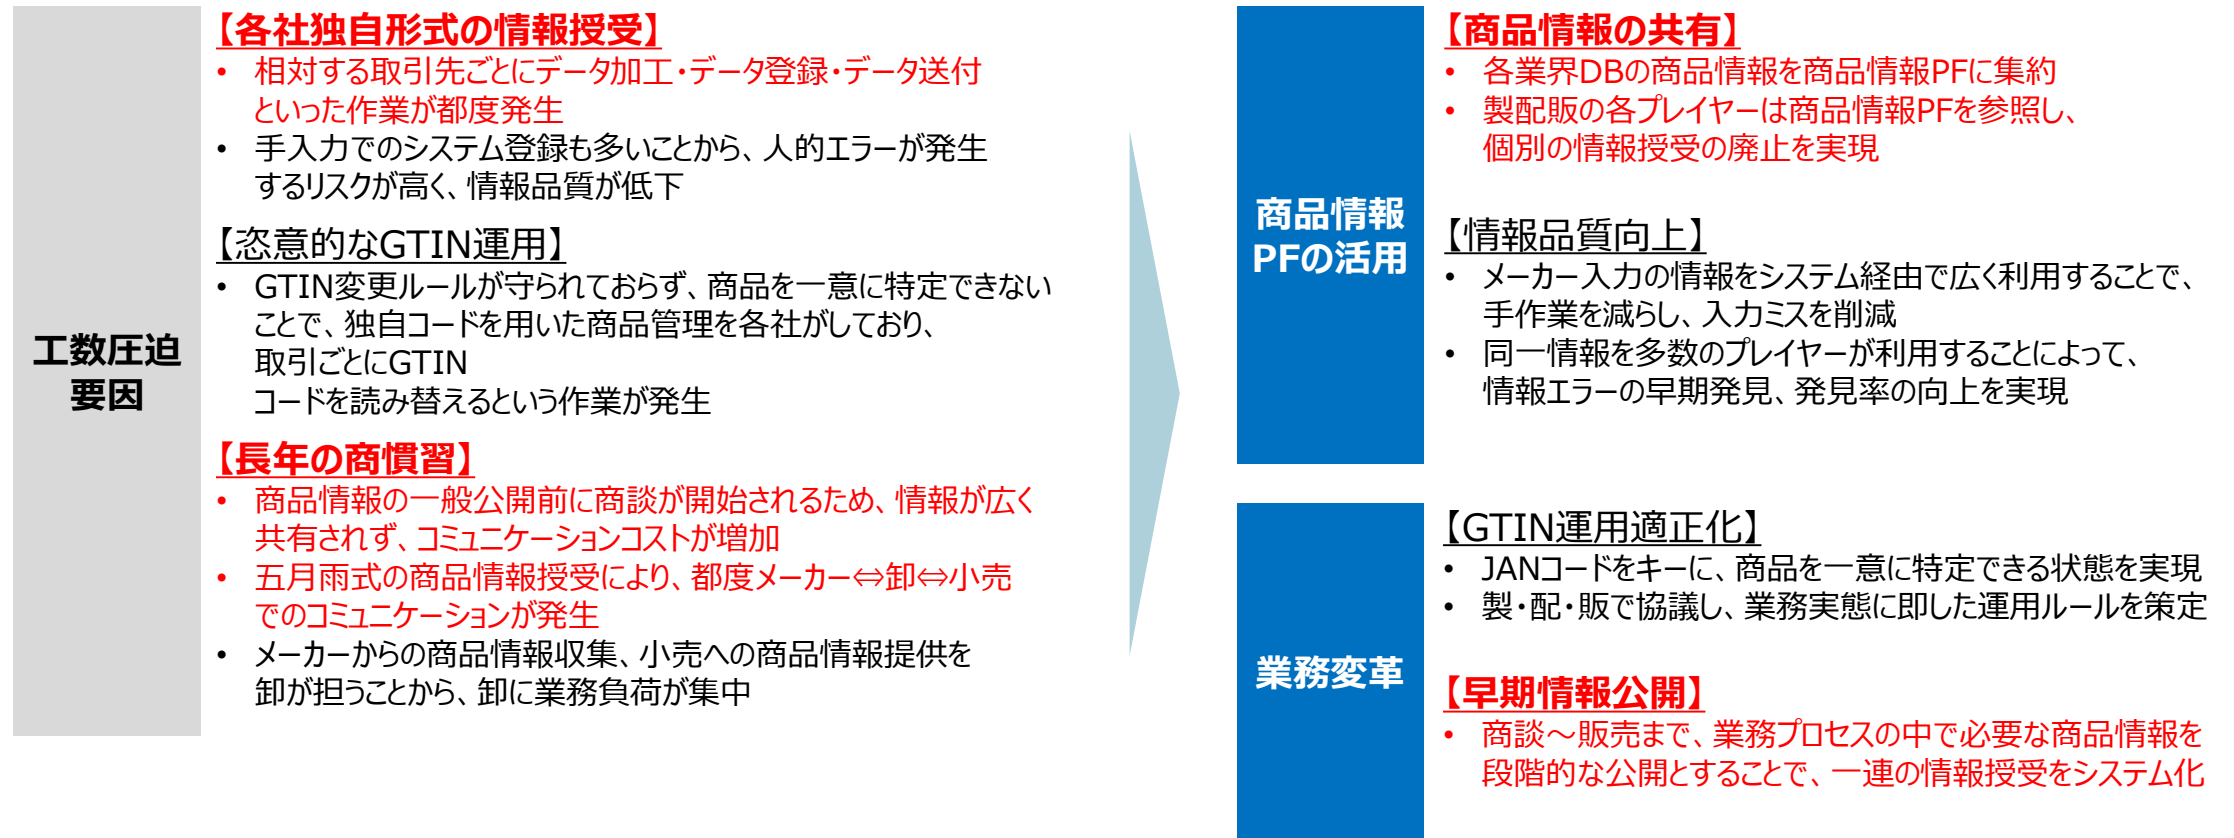 工数圧迫
要因
【各社独自形式の情報授受】
• 相対する取引先ごとにデータ加工・データ登録・データ送付
といった作業が都度発生
• 手入力でのシステム登録も多いことから、人的エラーが発生
するリスクが高く、情報品質が低下
【恣意的なGTIN運用】
• GTIN変更ルールが守られておらず、商品を一意に特定できない
ことで、独自コードを用いた商品管理を各社がしており、
取引ごとにGTIN
コードを読み替えるという作業が発生
【長年の商慣習】
• 商品情報の一般公開前に商談が開始されるため、情報が広く
共有されず、コミュニケーションコストが増加
• 五月雨式の商品情報授受により、都度メーカー⇔卸⇔小売
でのコミュニケーションが発生
• メーカーからの商品情報収集、小売への商品情報提供を
卸が担うことから、卸に業務負荷が集中
商品情報
PFの活用
【商品情報の共有】
• 各業界DBの商品情報を商品情報PFに集約
• 製配販の各プレイヤーは商品情報PFを参照し、
個別の情報授受の廃止を実現
【情報品質向上】
• メーカー入力の情報をシステム経由で広く利用することで、
手作業を減らし、入力ミスを削減
• 同一情報を多数のプレイヤーが利用することによって、
情報エラーの早期発見、発見率の向上を実現
業務変革
【GTIN運用適正化】
• JANコードをキーに、商品を一意に特定できる状態を実現
• 製・配・販で協議し、業務実態に即した運用ルールを策定
【早期情報公開】
• 商談～販売まで、業務プロセスの中で必要な商品情報を
段階的な公開とすることで、一連の情報授受をシステム化